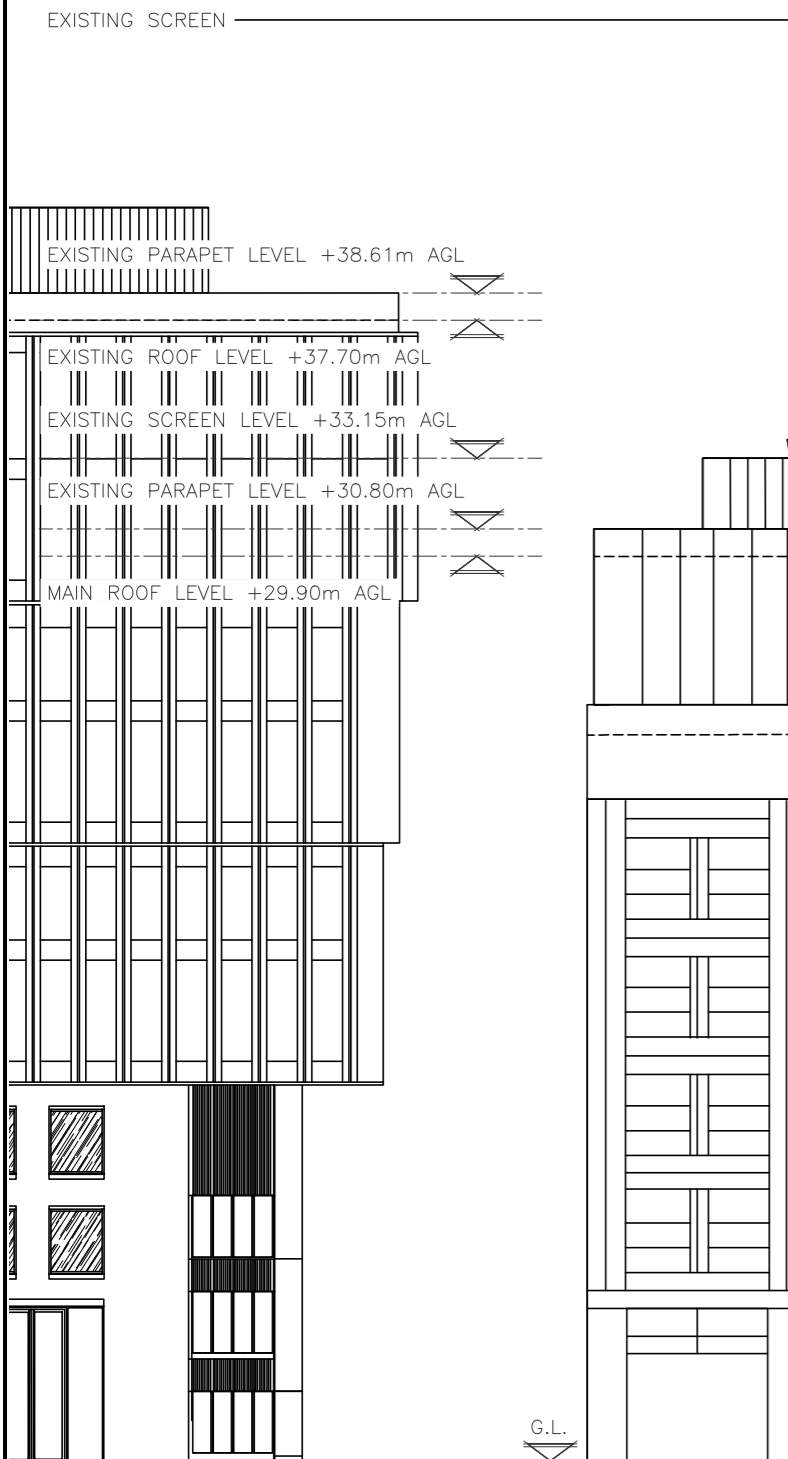 EXISTING SCREEN
EXISTING PARAPET LEVEL +38.61m AGL
EXISTING ROOF LEVEL +37.70m AGL
EXISTING SCREEN LEVEL +33.15m AGL
EXISTING PARAPET LEVEL +30.80m AGL
MAIN ROOF LEVEL +29.90m AGL
G.L.